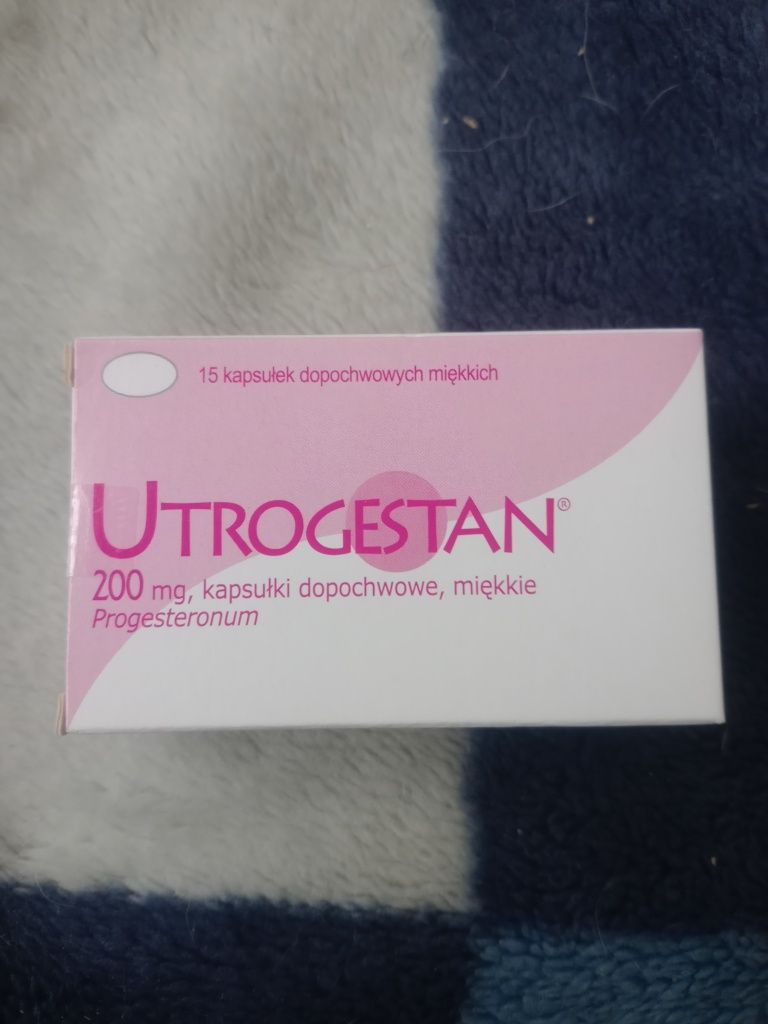 15 kapsułek dopochwowych miękkich
UTROGESTAN®
200 mg, kapsułki dopochwowe, miękkie
Progesteronum